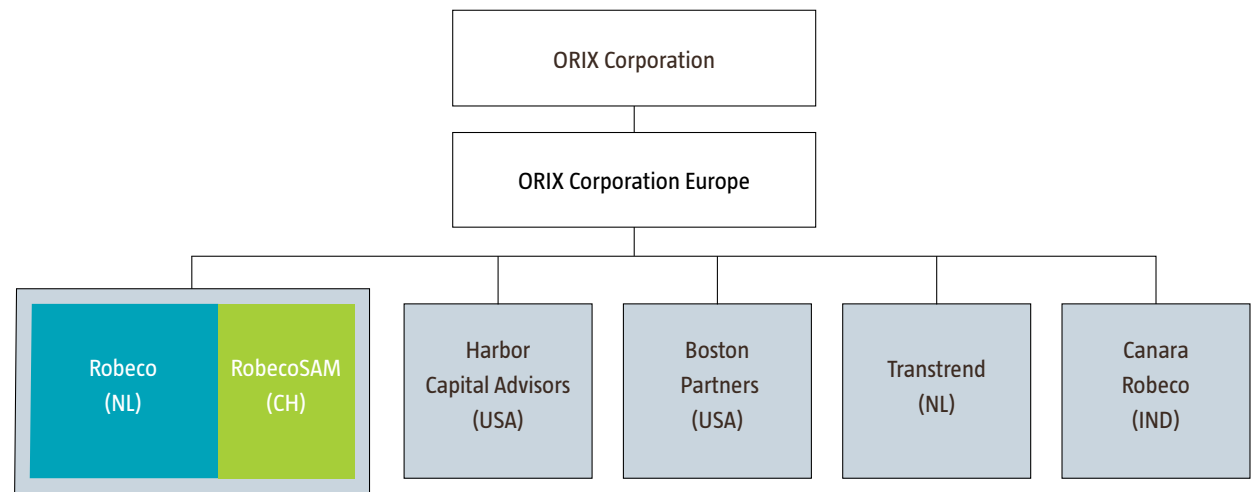 ORIX Corporation
ORIX Corporation Europe
Robeco
(NL)
RobecoSAM
(CH)
Harbor
Capital Advisors
(USA)
Boston
Partners
(USA)
Transtrend
(NL)
Canara
Robeco
(IND)